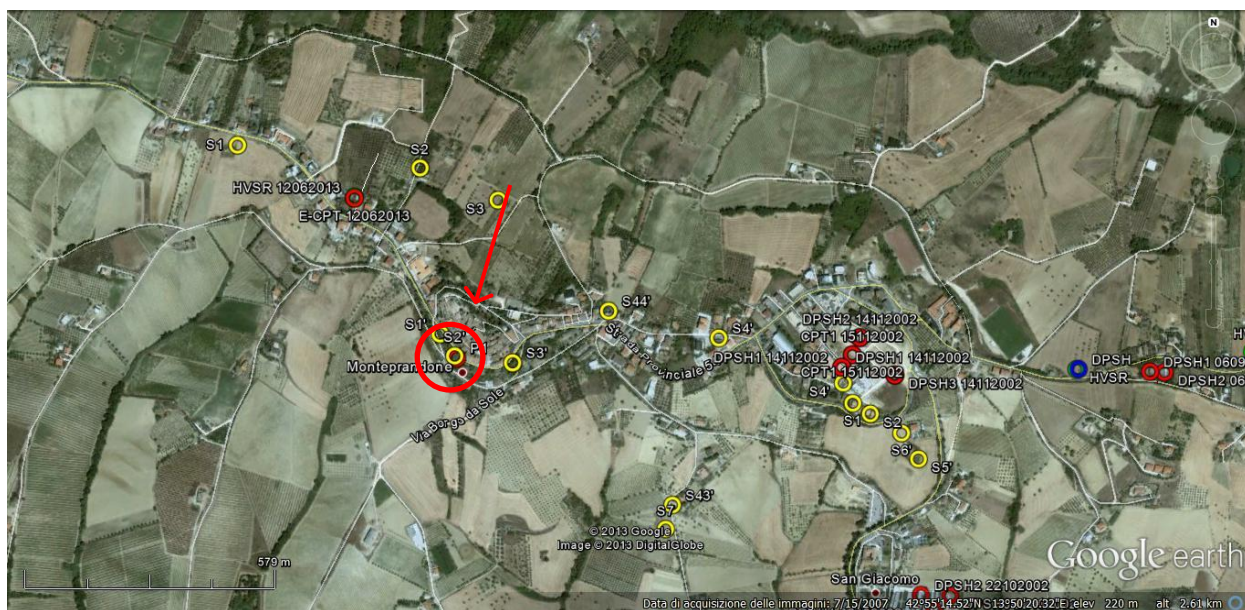 N
S1
S2
HVSR 12062013
E-CPT 12062013
S3
S44'
S1'
S2'
Monteprandone
S3'
S4'
Strada Provinciale 5
Via Borgo da Sole
DPSH2 14112002
CPT1 15112002
DPSH1 14112002
DPSH1 14112002
CPT1 15112002
DPSH3 14112002
S4'
S1
S2
S6'
S5'
DPSH
HVSR
DPSH1 0609
DPSH2 06
S43'
S7
© 2013 Google
Image © 2013 DigitalGlobe
579 m
Google earth
San Giacomo
DPSH2 22102002
Data di acquisizione delle immagini: 7/15/2007 42°55'14.52"N 13°50'20.32"E elev 220 m alt 2.61 km